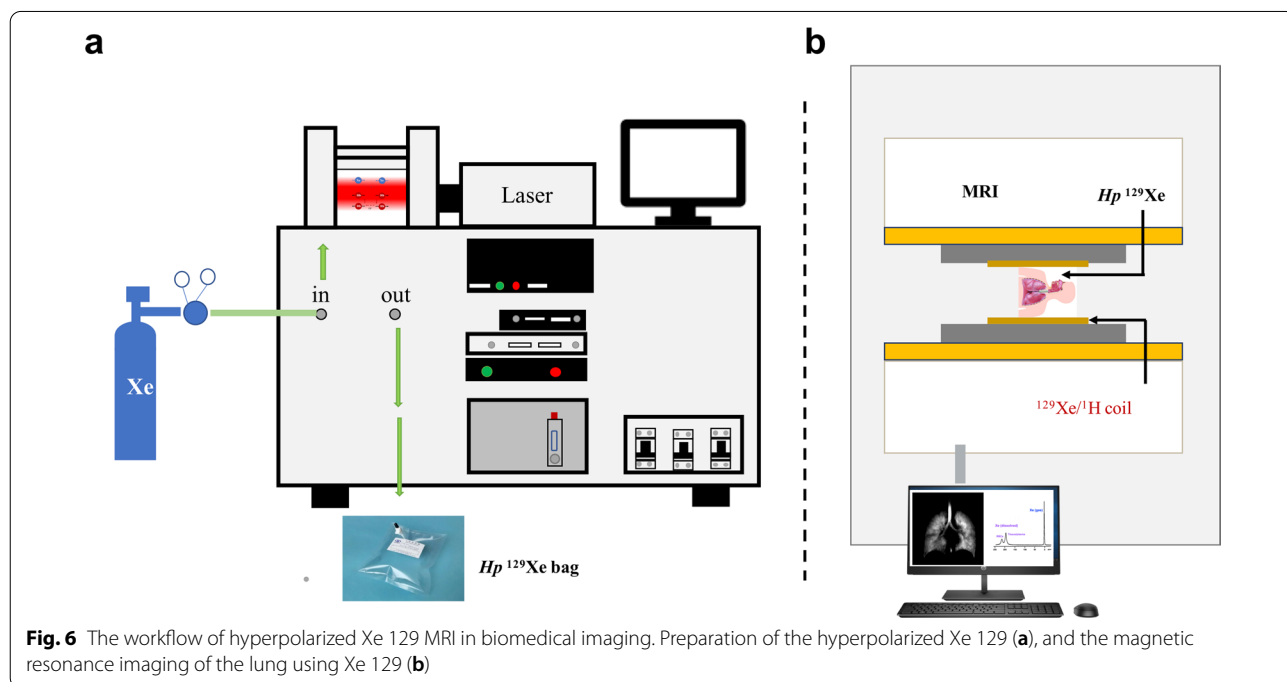 a
b
Laser
in
out
Xe
Hp ¹²⁹Xe bag
MRI
Hp ¹²⁹Xe
¹²⁹Xe/¹H coil
Fig. 6 The workflow of hyperpolarized Xe 129 MRI in biomedical imaging. Preparation of the hyperpolarized Xe 129 (a), and the magnetic
resonance imaging of the lung using Xe 129 (b)